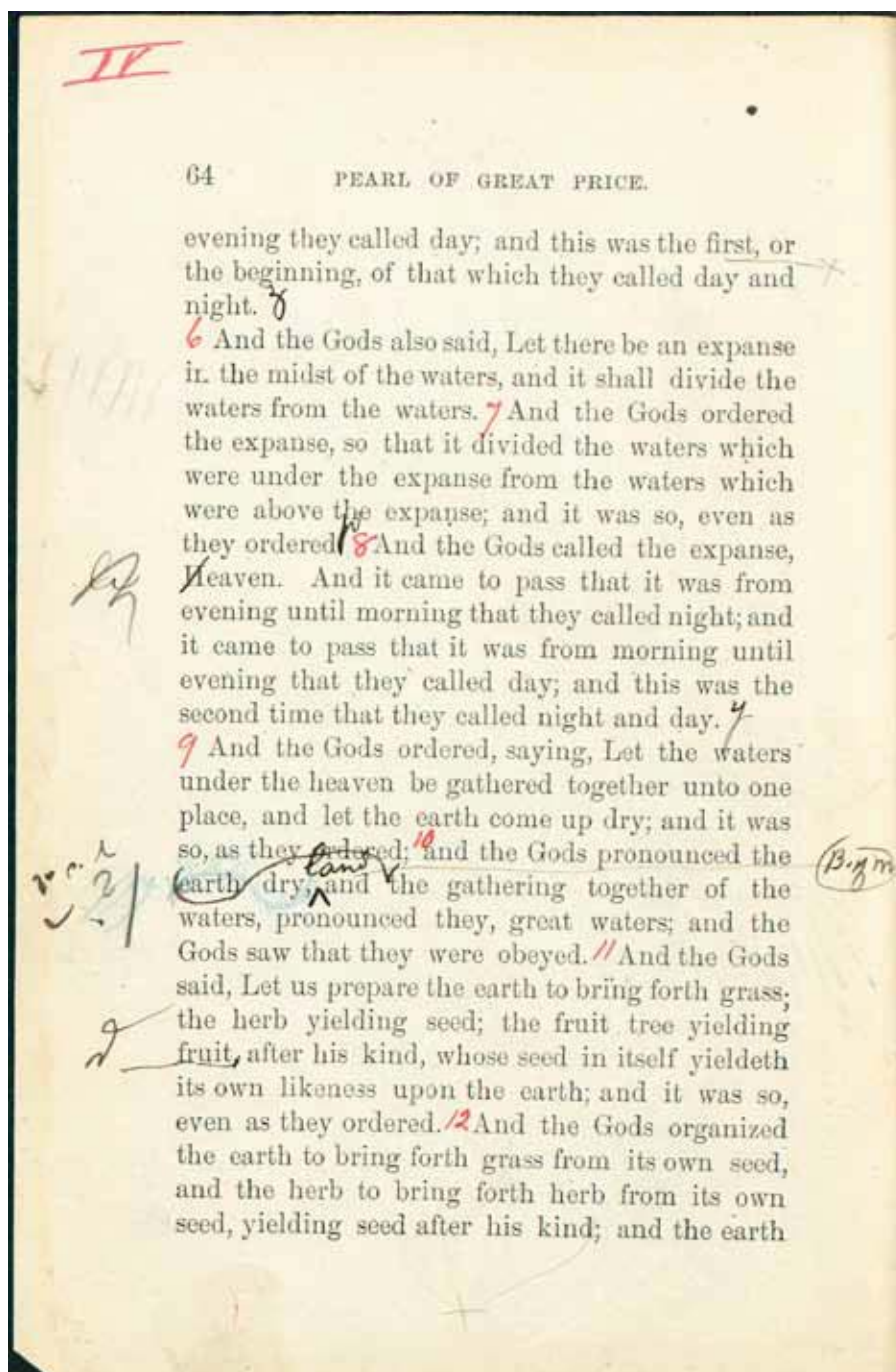 IV
64 PEARL OF GREAT PRICE.
evening they called day; and this was the first, or
the beginning, of that which they called day and
night.
6 And the Gods also said, Let there be an expanse
in the midst of the waters, and it shall divide the
waters from the waters. 7 And the Gods ordered
the expanse, so that it divided the waters which
were under the expanse from the waters which
were above the expanse; and it was so, even as
they ordered 8 And the Gods called the expanse,
Heaven. And it came to pass that it was from
evening until morning that they called night; and
it came to pass that it was from morning until
evening that they called day; and this was the
second time that they called night and day.
9 And the Gods ordered, saying, Let the waters
under the heaven be gathered together unto one
place, and let the earth come up dry; and it was
so, as they ordered; 10 and the Gods pronounced the
land
earth dry, and the gathering together of the
waters, pronounced they, great waters; and the
Gods saw that they were obeyed. 11 And the Gods
said, Let us prepare the earth to bring forth grass;
the herb yielding seed; the fruit tree yielding
fruit, after his kind, whose seed in itself yieldeth
its own likeness upon the earth; and it was so,
even as they ordered. 12 And the Gods organized
the earth to bring forth grass from its own seed,
and the herb to bring forth herb from its own
seed, yielding seed after his kind; and the earth